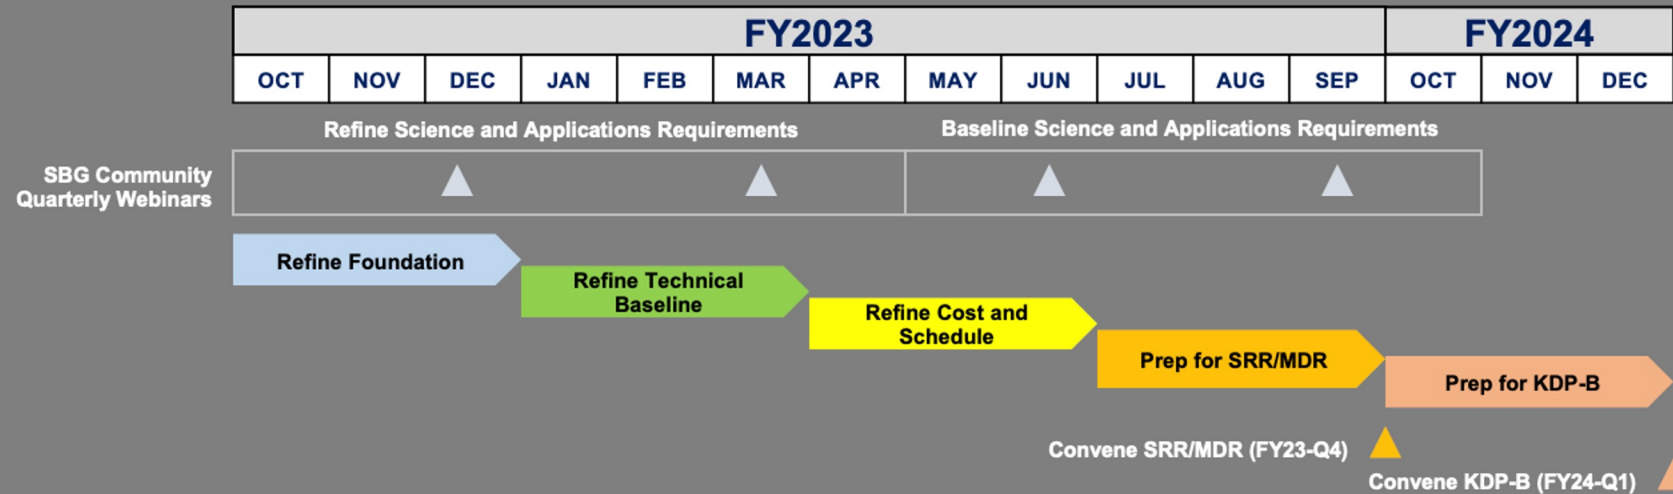 FY2023 FY2024
OCT NOV DEC JAN FEB MAR APR MAY JUN JUL AUG SEP OCT NOV DEC
Refine Science and Applications Requirements Baseline Science and Applications Requirements
SBG Community
Quarterly Webinars
Refine Foundation
Refine Technical
Baseline
Refine Cost and
Schedule
Prep for SRR/MDR
Prep for KDP-B
Convene SRR/MDR (FY23-Q4)
Convene KDP-B (FY24-Q1)